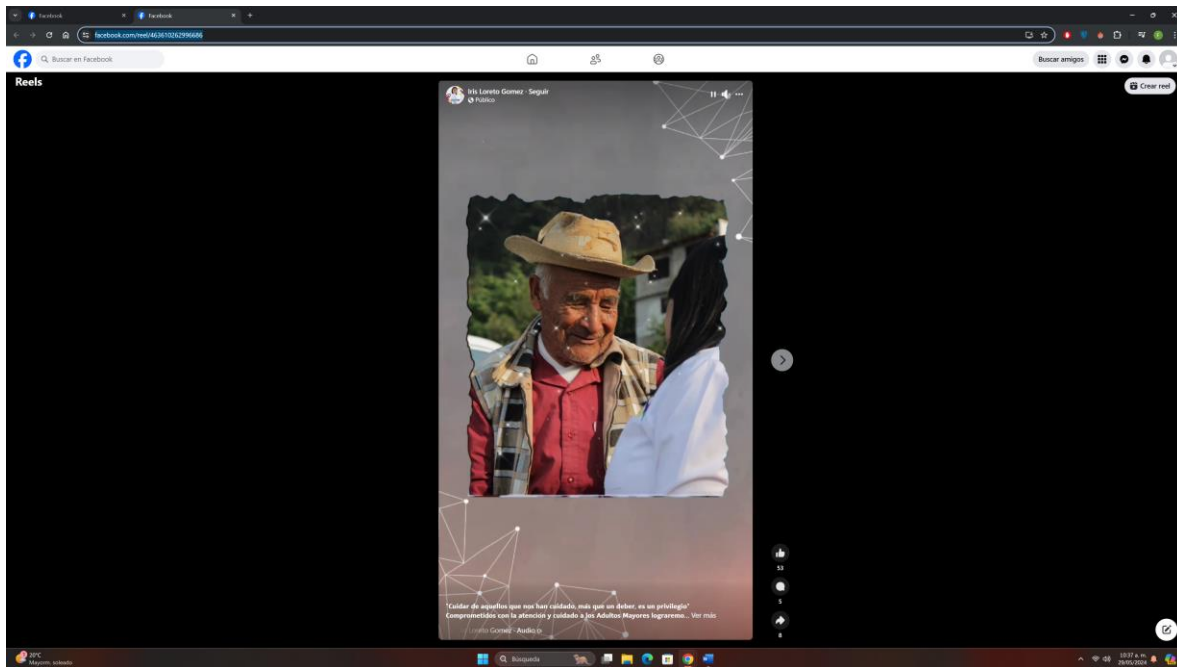 Facebook
Facebook
facebook.com/reel/463610262996686
Buscar en Facebook
Buscar amigos
Reels
Crear reel
Iris Loreto Gomez · Seguir
Público
53
5
8
"Cuidar de aquellos que nos han cuidado, más que un deber, es un privilegio"
Comprometidos con la atención y cuidado a los Adultos Mayores lograremo... Ver más
Loreto Gomez · Audio o
20°C
Mayorm. soleado
Búsqueda
10:37 a. m.
29/05/2024